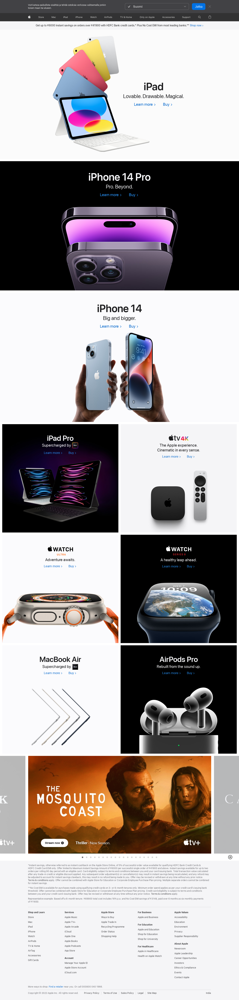 Voit katsoa paikallista sisältöä ja tehdä ostoksia verkossa valitsemalla jonkin
toisen maan tai alueen.
Suomi
Jatka
Store Mac iPad iPhone Watch AirPods TV & Home Only on Apple Accessories Support
Get up to ₹6000 instant savings on orders over ₹41900 with HDFC Bank credit cards.* Plus No Cost EMI from most leading banks.** Shop now >
iPad
Lovable. Drawable. Magical.
Learn more > Buy >
iPhone 14 Pro
Pro. Beyond.
Learn more > Buy >
iPhone 14
Big and bigger.
Learn more > Buy >
9:41
iPad Pro
Supercharged by M2
Learn more > Buy >
tv 4K
The Apple experience.
Cinematic in every sense.
Learn more > Buy >
WATCH
ULTRA
Adventure awaits.
Learn more > Buy >
WATCH
SERIES 8
A healthy leap ahead.
Learn more > Buy >
WED 7
10:09
MacBook Air
Supercharged by M2
Learn more > Buy >
AirPods Pro
Rebuilt from the sound up.
Learn more > Buy >
THE
MOSQUITO
COAST
Stream now
Thriller · New Season.
tv+
tv+
*Instant savings, otherwise referred to as instant cashback on the Apple Store Online, of 5% of successful order value available for qualifying HDFC Bank Credit Cards &
HDFC Credit Card EMI only. Offer limited to Maximum Instant Savings Amount of ₹6000 per successful single order of ₹41900 and above. Instant savings available for up to two
orders per rolling 90 day period with an eligible card. Card eligibility subject to terms and conditions between you and your card issuing bank. Total transaction value calculated
after any trade-in credit or eligible discount applied. Any subsequent order adjustment(s) or cancellation(s) may result in instant savings being recalculated, and any refund may
be adjusted to account for instant savings clawback, this may result in no refund being made to you. Offer may be revised or withdrawn at any time without any prior notice.
Terms & conditions apply. Offer cannot be combined with Apple Store for Education or Corporate Employee Purchase Plan pricing. Multiple separate orders cannot be combined
for instant savings.
**No Cost EMI is available for purchases made using qualifying credit cards on 3- or 6-month tenures only. Minimum order spend applies as per your credit card's issuing bank
threshold. Offer cannot be combined with Apple Store for Education or Corporate Employee Purchase Plan pricing. Credit card eligibility is subject to terms and conditions
between you and your credit card-issuing bank. Offer may be revised or withdrawn at any time without any prior notice. Terms & conditions apply.
Representative example: Based off a 6-month tenure. ₹69900 total cost includes 16% p.a. and No Cost EMI savings of ₹3149, paid over 6 months as six monthly payments
of ₹11650.
Shop and Learn
Store
Mac
iPad
iPhone
Watch
AirPods
TV & Home
AirTag
Accessories
Gift Cards
Services
Apple Music
Apple TV+
Apple Arcade
iCloud
Apple One
Apple Books
Apple Podcasts
App Store
Account
Manage Your Apple ID
Apple Store Account
iCloud.com
Apple Store
Ways to Buy
Apple Trade In
Recycling Programme
Order Status
Shopping Help
For Business
Apple and Business
For Education
Apple and Education
Shop for Education
Shop for University
For Healthcare
Apple in Healthcare
Health on Apple Watch
Apple Values
Accessibility
Education
Environment
Privacy
Supplier Responsibility
About Apple
Newsroom
Apple Leadership
Career Opportunities
Investors
Ethics & Compliance
Events
Contact Apple
More ways to shop: Find a retailer near you. Or call 000800 040 1966.
Copyright © 2022 Apple Inc. All rights reserved. Privacy Policy | Terms of Use | Sales Policy | Legal | Site Map India